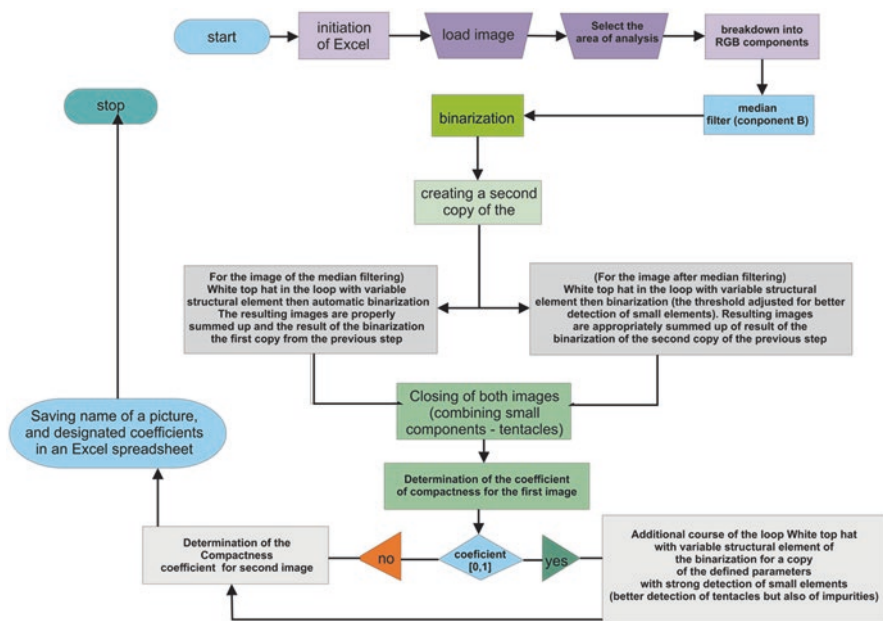 start
initiation
of Excel
load image
Select the
area of analysis
breakdown into
RGB components
stop
median
filter (component B)
binarization
creating a second
copy of the
For the image of the median filtering)
White top hat in the loop with variable
structural element then automatic binarization
The resulting images are properly
summed up and the result of the binarization
the first copy from the previous step
(For the image after median filtering)
White top hat in the loop with variable structural
element then binarization (the threshold adjusted for better
detection of small elements). Resulting images
are appropriately summed up of result of the
binarization of the second copy of the previous step
Closing of both images
(combining small
components - tentacles)
Saving name of a picture,
and designated coefficients
in an Excel spreadsheet
Determination of the coefficient
of compactness for the first image
Determination of the
Compactness
coefficient for second image
no
coeficient
[0,1]
yes
Additional course of the loop White top hat
with variable structural element of
the binarization for a copy
of the defined parameters
with strong detection of small elements
(better detection of tentacles but also of impurities)